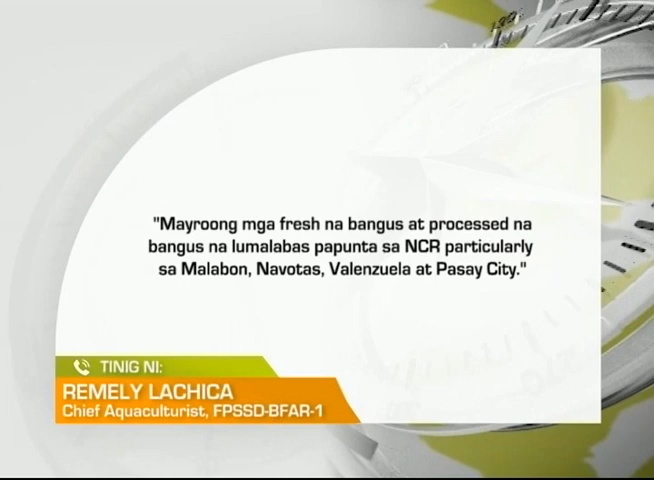 "Mayroong mga fresh na bangus at processed na
bangus na lumalabas papunta sa NCR particularly
sa Malabon, Navotas, Valenzuela at Pasay City."
TINIG NI:
REMELY LACHICA
Chief Aquaculturist, FPSSD-BFAR-1